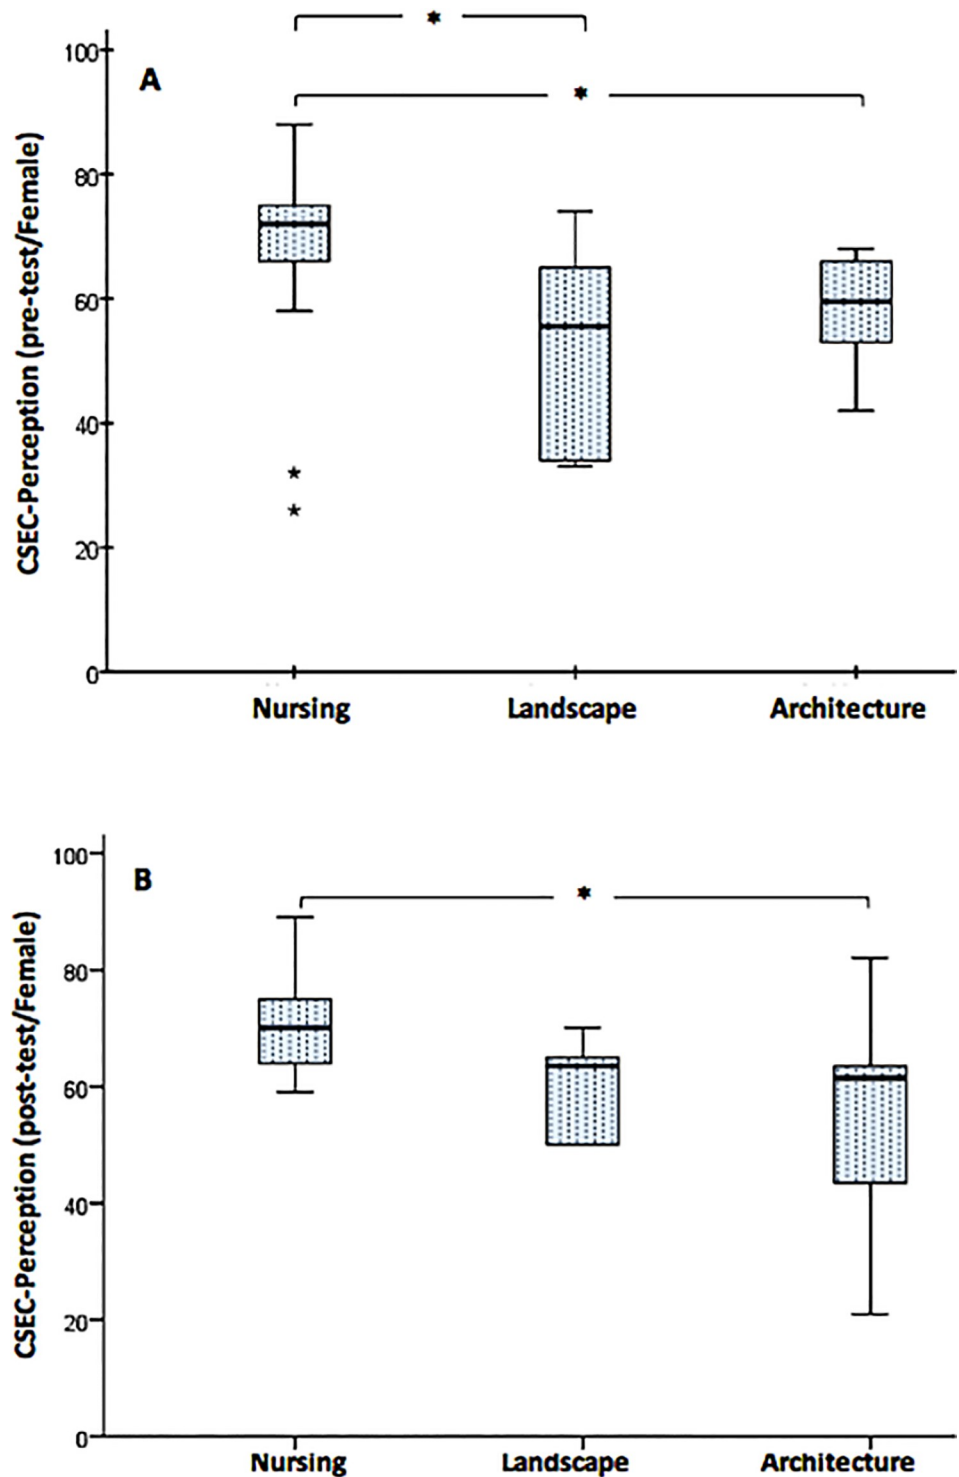 *
100
A
*
80
60
40
20
0
CSEC-Perception (pre-test/Female)
*
*
Nursing Landscape Architecture
100
B
*
80
60
40
20
0
CSEC-Perception (post-test/Female)
Nursing Landscape Architecture